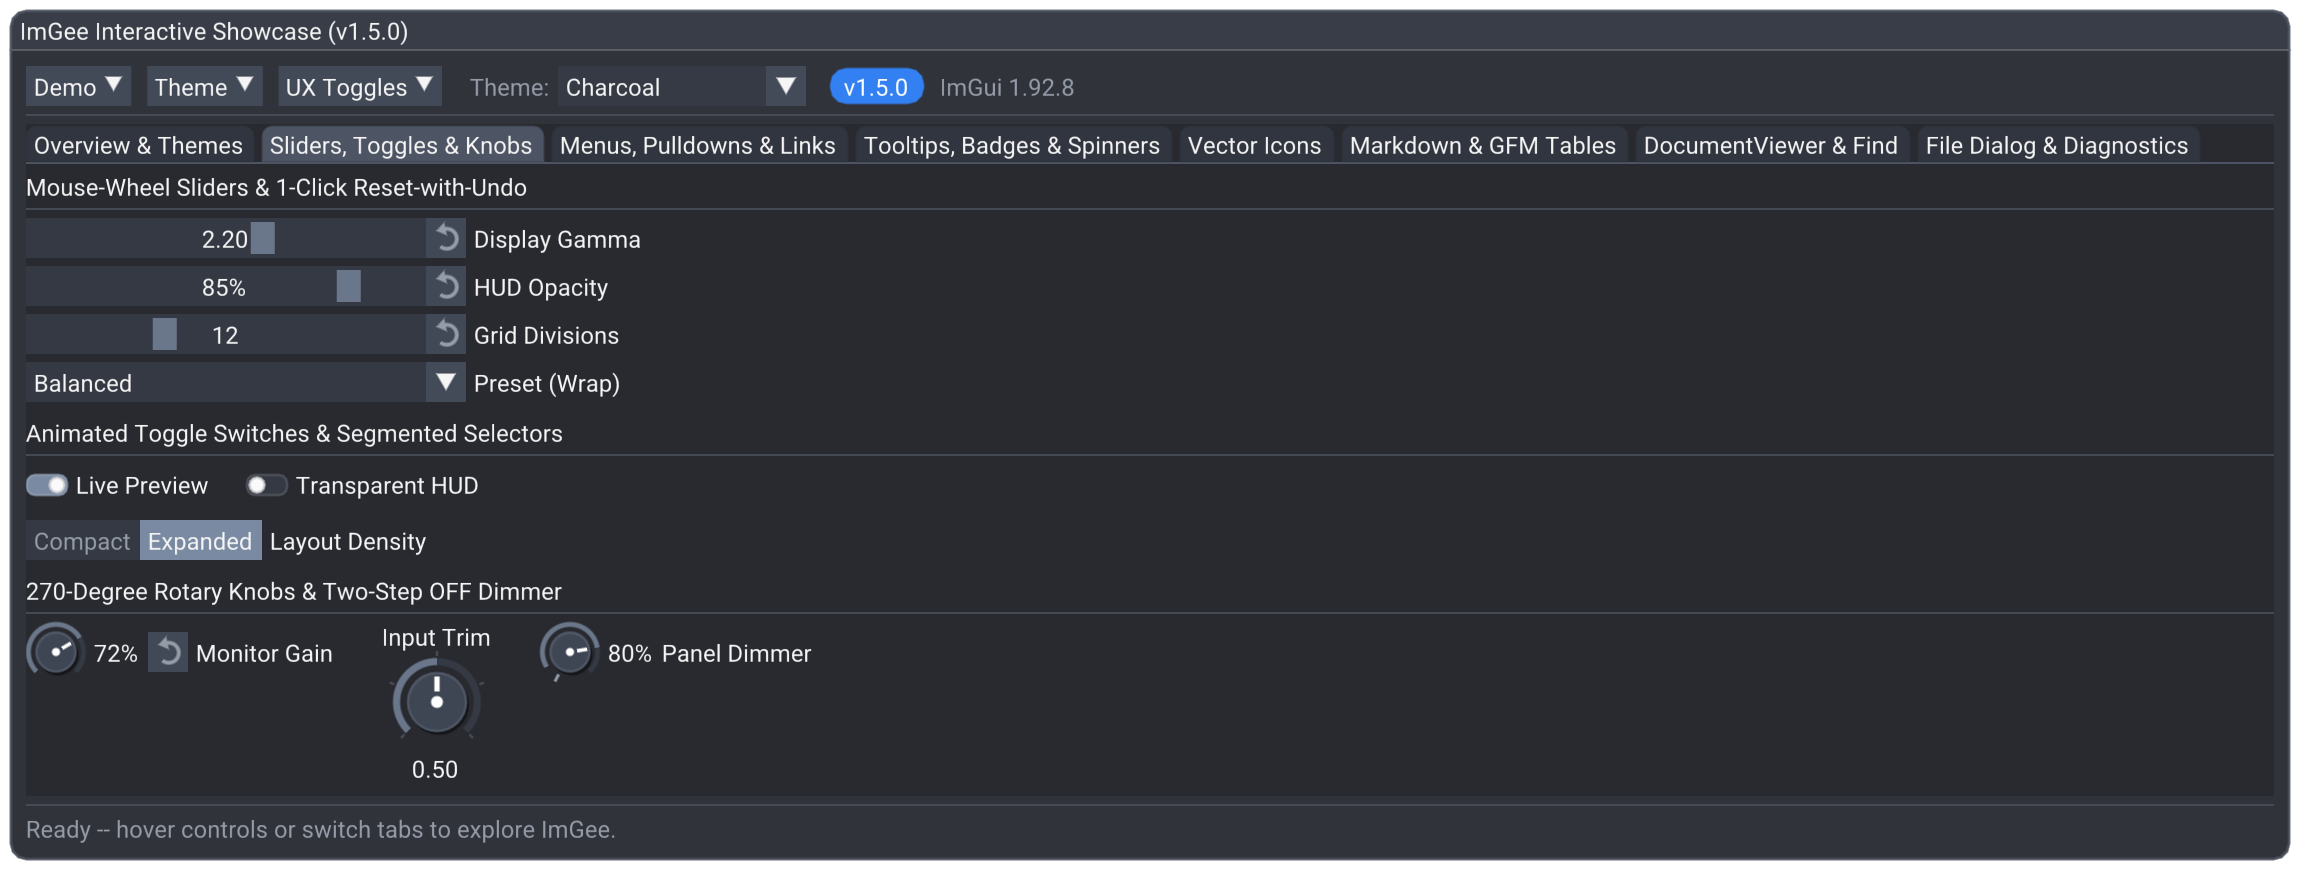 ImGee Interactive Showcase (v1.5.0)
Demo Theme UX Toggles Theme: Charcoal v1.5.0 ImGui 1.92.8
Overview & Themes Sliders, Toggles & Knobs Menus, Pulldowns & Links Tooltips, Badges & Spinners Vector Icons Markdown & GFM Tables DocumentViewer & Find File Dialog & Diagnostics
Mouse-Wheel Sliders & 1-Click Reset-with-Undo
2.20 Display Gamma
85% HUD Opacity
12 Grid Divisions
Balanced Preset (Wrap)
Animated Toggle Switches & Segmented Selectors
Live Preview Transparent HUD
Compact Expanded Layout Density
270-Degree Rotary Knobs & Two-Step OFF Dimmer
Input Trim
72% Monitor Gain 80% Panel Dimmer
0.50
Ready -- hover controls or switch tabs to explore ImGee.